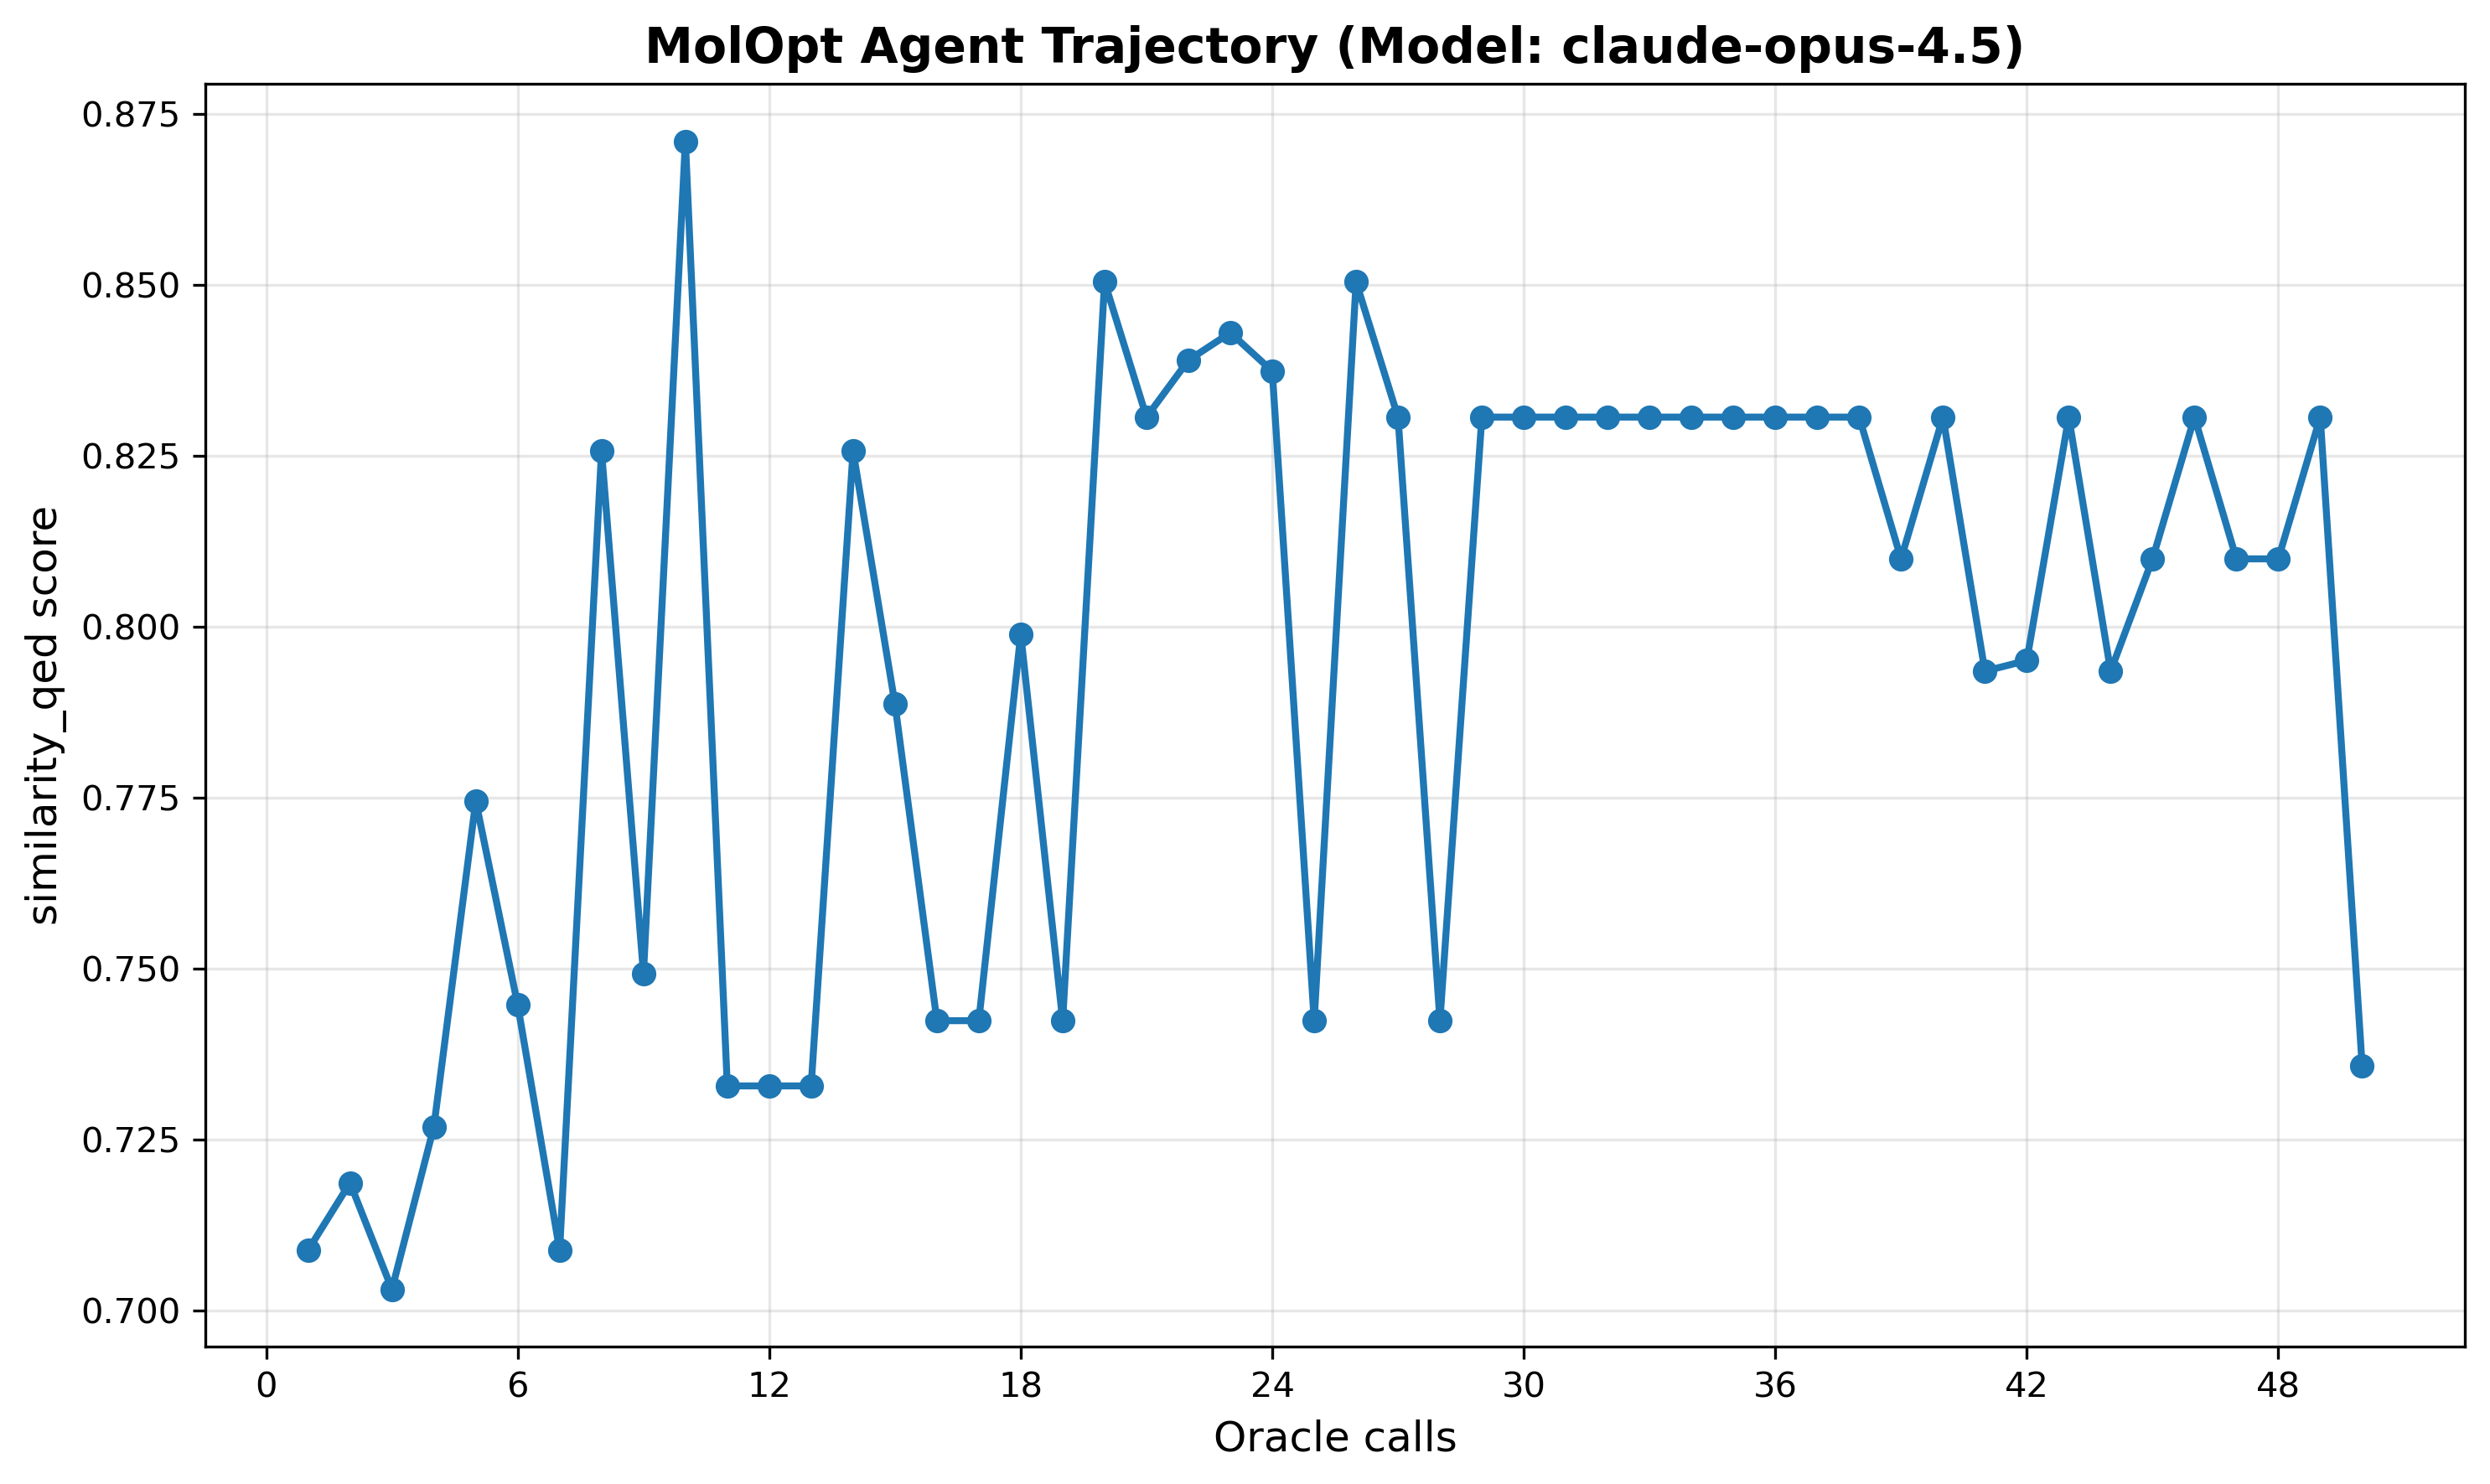 MolOpt Agent Trajectory (Model: claude-opus-4.5)
similarity_qed score
0.875
0.850
0.825
0.800
0.775
0.750
0.725
0.700
0 6 12 18 24 30 36 42 48
Oracle calls